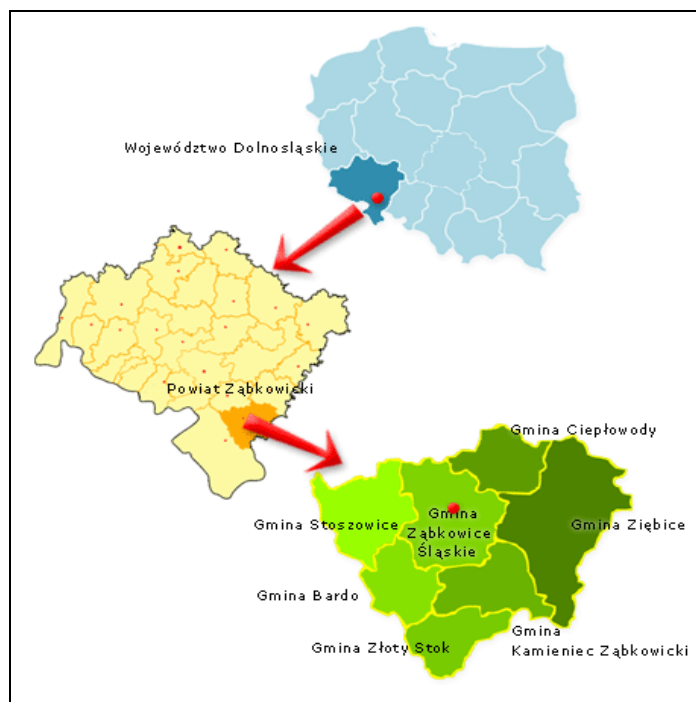 Województwo Dolnośląskie
Powiat Ząbkowicki
Gmina Ciepłowody
Gmina Stoszowice
Gmina
Ząbkowice
Śląskie
Gmina Ziębice
Gmina Bardo
Gmina Złoty Stok
Gmina
Kamieniec Ząbkowicki